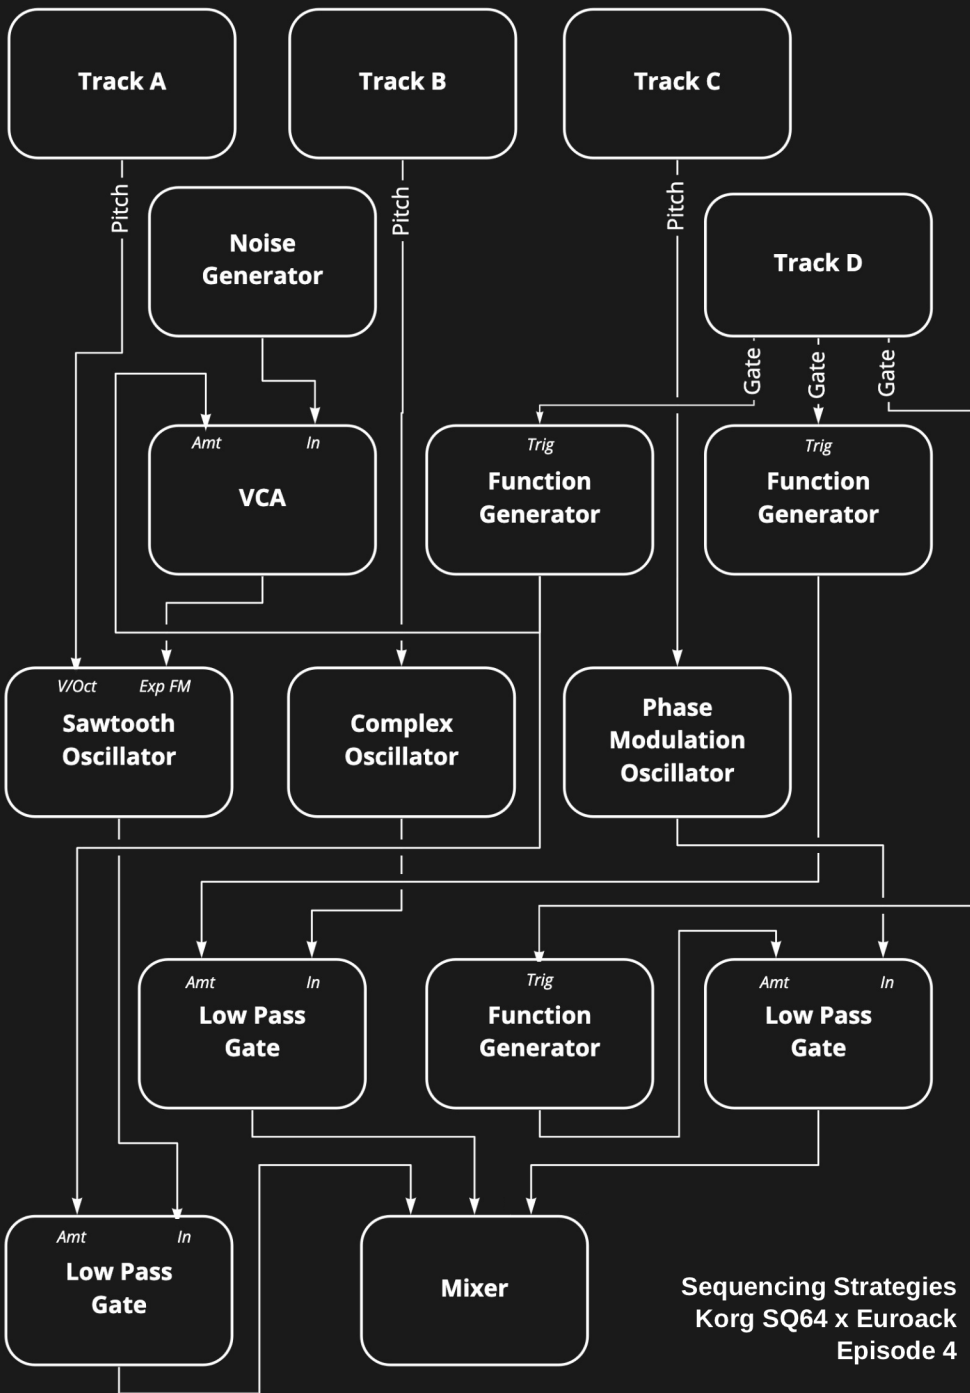 Track A
Track B
Track C
Pitch
Pitch
Pitch
Noise
Generator
Track D
Gate
Gate
Gate
Amt
In
VCA
Trig
Function
Generator
Trig
Function
Generator
V/Oct
Exp FM
Sawtooth
Oscillator
Complex
Oscillator
Phase
Modulation
Oscillator
Amt
In
Low Pass
Gate
Trig
Function
Generator
Amt
In
Low Pass
Gate
Amt
In
Low Pass
Gate
Mixer
Sequencing Strategies
Korg SQ64 x Euroack
Episode 4